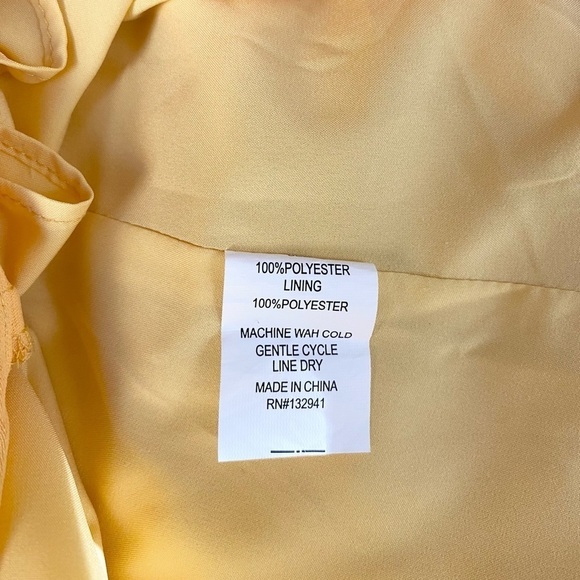 100%POLYESTER
LINING
100%POLYESTER
MACHINE WAH COLD
GENTLE CYCLE
LINE DRY
MADE IN CHINA
RN#132941